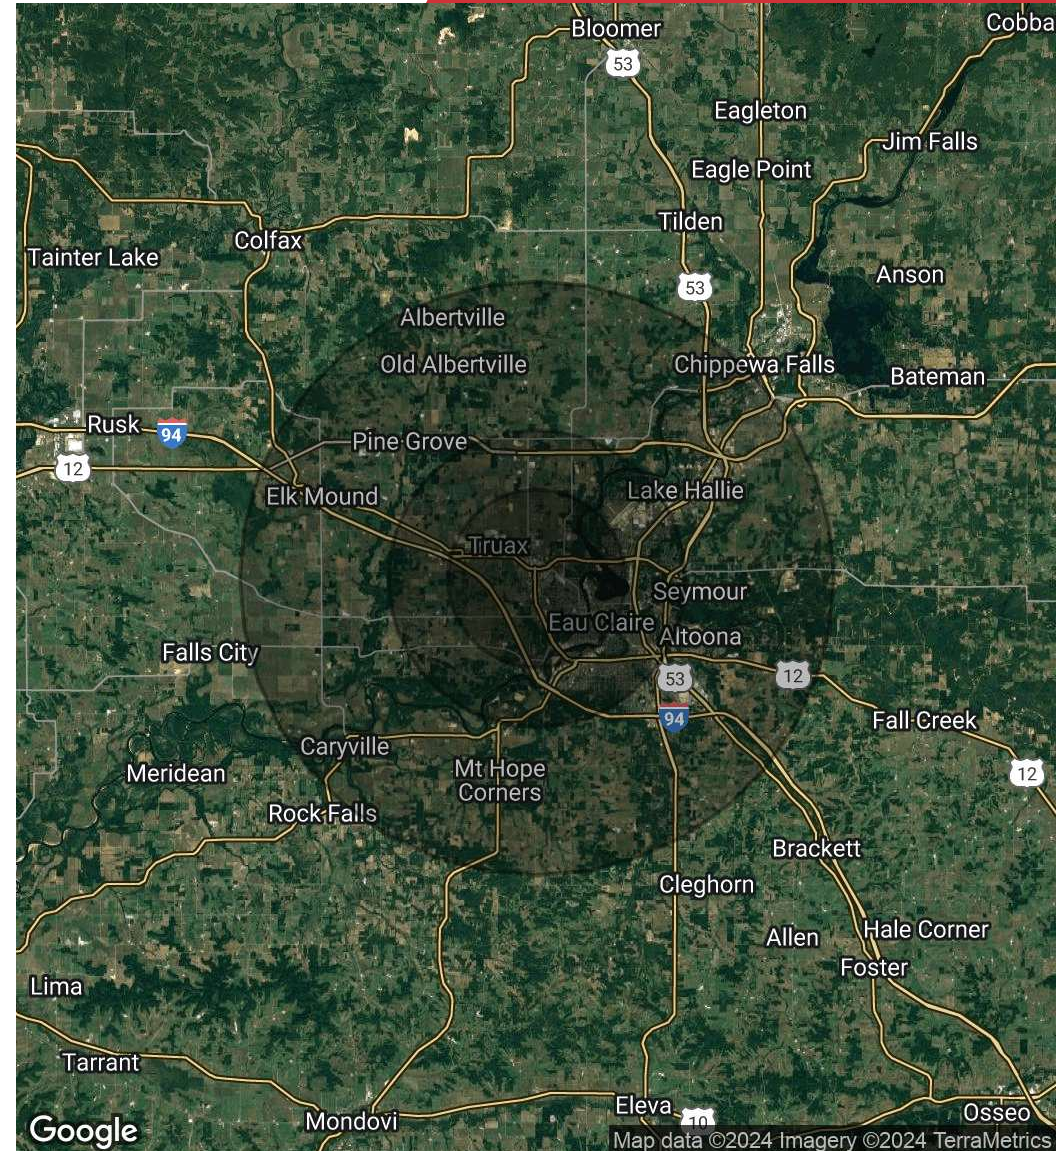 Bloomer
Cobba
53
Eagleton
Jim Falls
Eagle Point
Tilden
Colfax
Tainter Lake
Anson
53
Albertville
Old Albertville
Chippewa Falls
Bateman
Rusk
94
Pine Grove
12
Elk Mound
Lake Hallie
Truax
Seymour
Eau Claire
Altoona
Falls City
53
12
94
Fall Creek
Caryville
Meridean
Mt Hope
Corners
12
Rock Falls
Brackett
Cleghorn
Allen
Hale Corner
Foster
Lima
Tarrant
Mondovi
Eleva
10
Osseo
Google
Map data ©2024 Imagery ©2024 TerraMetrics